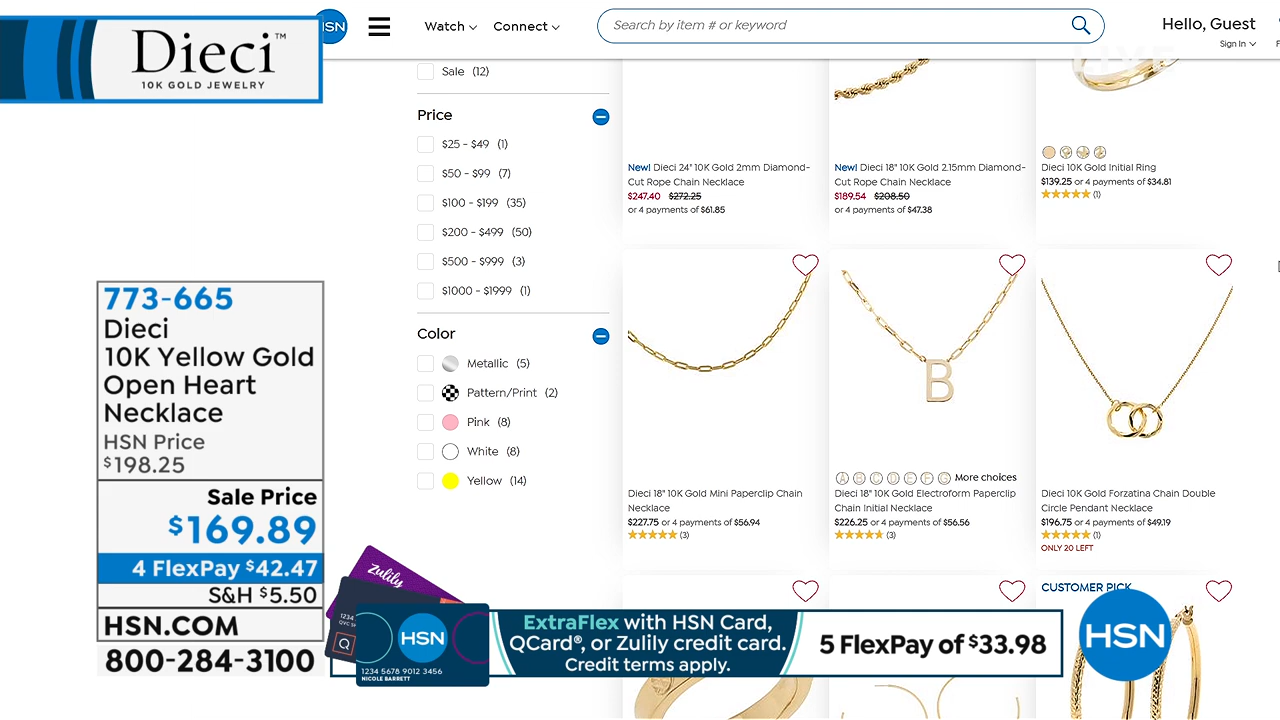 Dieci™
10K GOLD JEWELRY
HSN
Watch
Connect
Search by item # or keyword
Hello, Guest
Sign In
LIVE
Sale (12)
Price
$25 - $49 (1)
$50 - $99 (7)
$100 - $199 (35)
$200 - $499 (50)
$500 - $999 (3)
$1000 - $1999 (1)
Color
Metallic (5)
Pattern/Print (2)
Pink (8)
White (8)
Yellow (14)
New! Dieci 24" 10K Gold 2mm Diamond-
Cut Rope Chain Necklace
$247.40 $272.25
or 4 payments of $61.85
New! Dieci 18" 10K Gold 2.15mm Diamond-
Cut Rope Chain Necklace
$189.54 $208.50
or 4 payments of $47.38
Dieci 10K Gold Initial Ring
$139.25 or 4 payments of $34.81
(1)
Dieci 18" 10K Gold Mini Paperclip Chain
Necklace
$227.75 or 4 payments of $56.94
(3)
B
A B C D E F G More choices
Dieci 18" 10K Gold Electroform Paperclip
Chain Initial Necklace
$226.25 or 4 payments of $56.56
(3)
Dieci 10K Gold Forzatina Chain Double
Circle Pendant Necklace
$196.75 or 4 payments of $49.19
(1)
ONLY 20 LEFT
CUSTOMER PICK
773-665
Dieci
10K Yellow Gold
Open Heart
Necklace
HSN Price
$198.25
Sale Price
$169.89
4 FlexPay $42.47
S&H $5.50
HSN.COM
800-284-3100
Zulily
1234
QVC
Q
HSN
1234 5678 9012 3456
NICOLE BARRETT
ExtraFlex with HSN Card,
QCard®, or Zulily credit card.
Credit terms apply.
5 FlexPay of $33.98
HSN